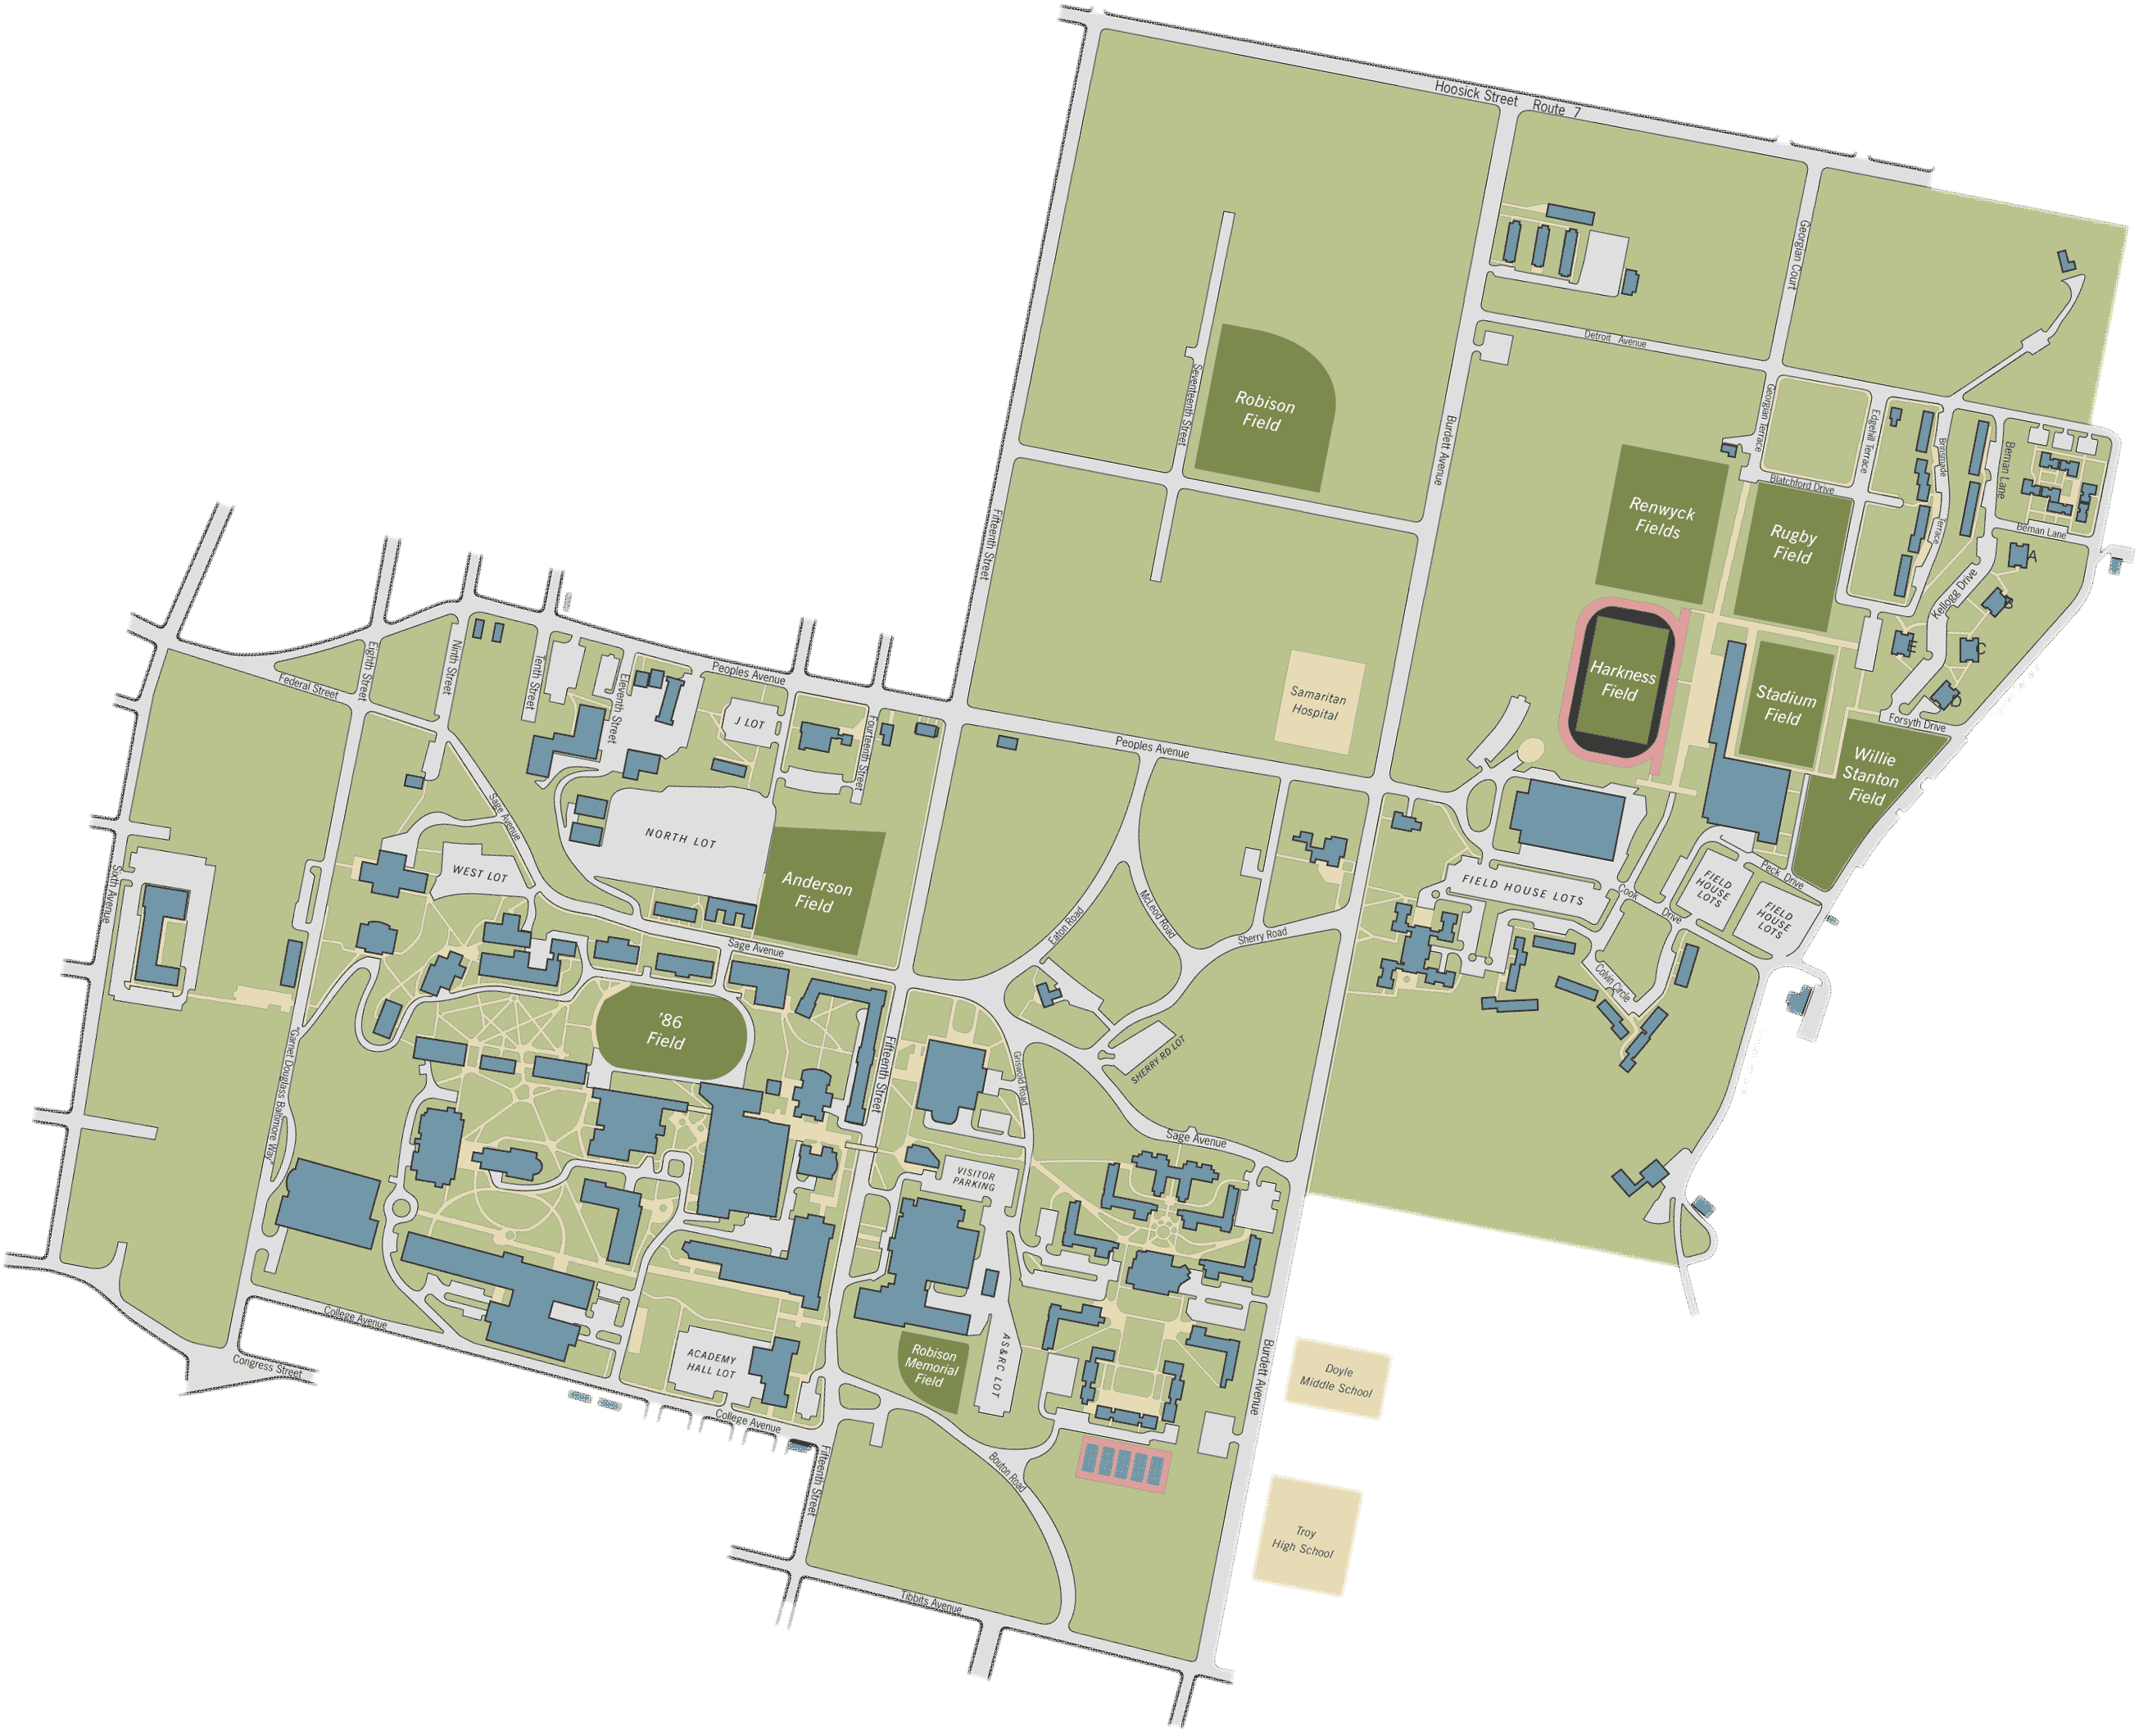 Hoosick Street Route 7
Georgian Court
Detroit Avenue
Seventeenth Street
Robison
Field
Burdett Avenue
Georgian Terrace
Edgehill Terrace
Brinsmade
Terrace
Beman Lane
Blatchford Drive
Renwyck
Fields
Rugby
Field
Beman Lane
Fifteenth Street
A
B
C
D
E
Kellogg Drive
Harkness
Field
Stadium
Field
Forsyth Drive
Willie
Stanton
Field
Samaritan
Hospital
Peoples Avenue
Peoples Avenue
Federal Street
Eighth Street
Ninth Street
Tenth Street
Eleventh Street
J LOT
Fourteenth Street
Sage Avenue
NORTH LOT
WEST LOT
Anderson
Field
Sixth Avenue
Sage Avenue
Eaton Road
McLeod Road
Sherry Road
FIELD HOUSE LOTS
Cook
Drive
Peck Drive
FIELD
HOUSE
LOTS
FIELD
HOUSE
LOTS
Colvin Circle
'86
Field
Fifteenth Street
Griswold Road
SHERRY RD LOT
"Garnet Douglass Baltimore Way"
Sage Avenue
VISITOR
PARKING
College Avenue
Congress Street
ACADEMY
HALL LOT
College Avenue
Robison
Memorial
Field
AS&RC LOT
Burdett Avenue
Doyle
Middle School
Bouton Road
Fifteenth Street
Troy
High School
Tibbits Avenue